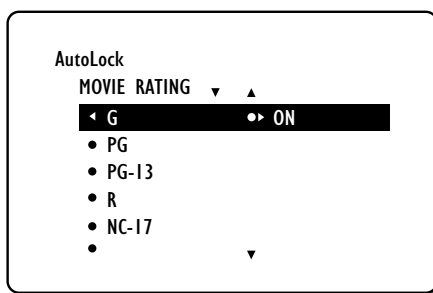 AutoLock
MOVIE RATING
G ON
PG
PG-13
R
NC-17